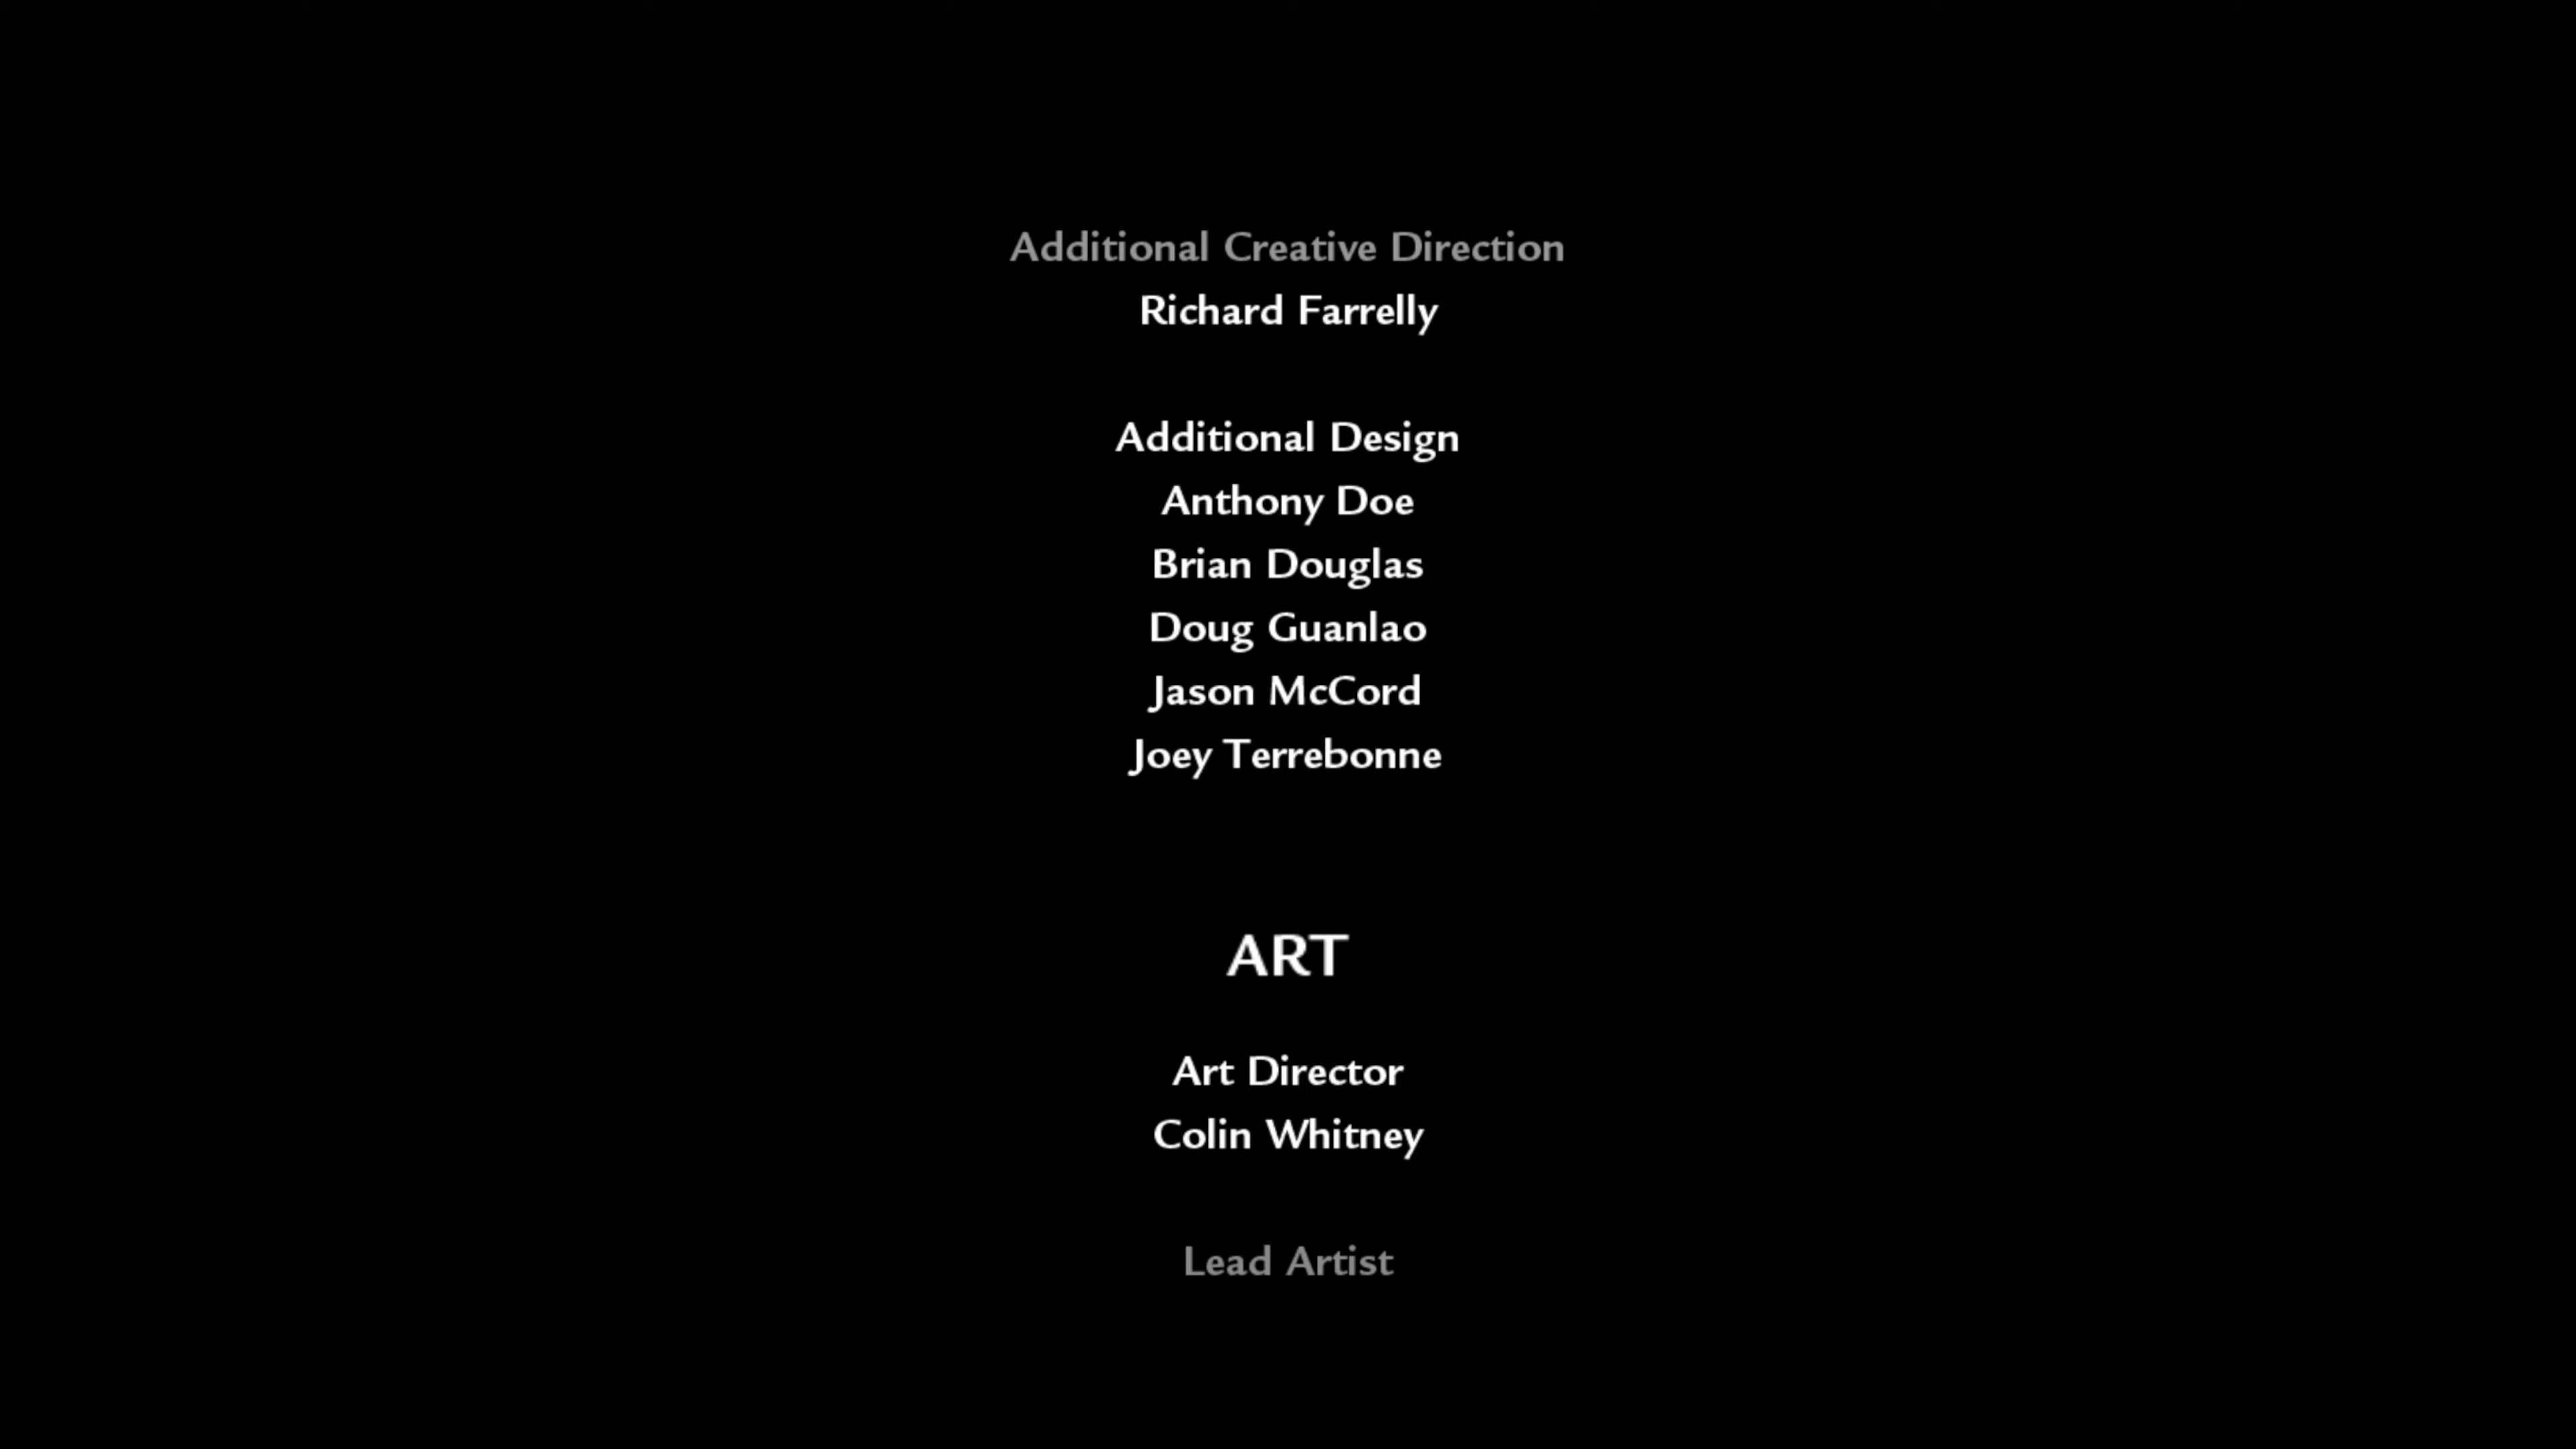 Additional Creative Direction
Richard Farrelly
Additional Design
Anthony Doe
Brian Douglas
Doug Guanlao
Jason McCord
Joey Terrebonne
ART
Art Director
Colin Whitney
Lead Artist